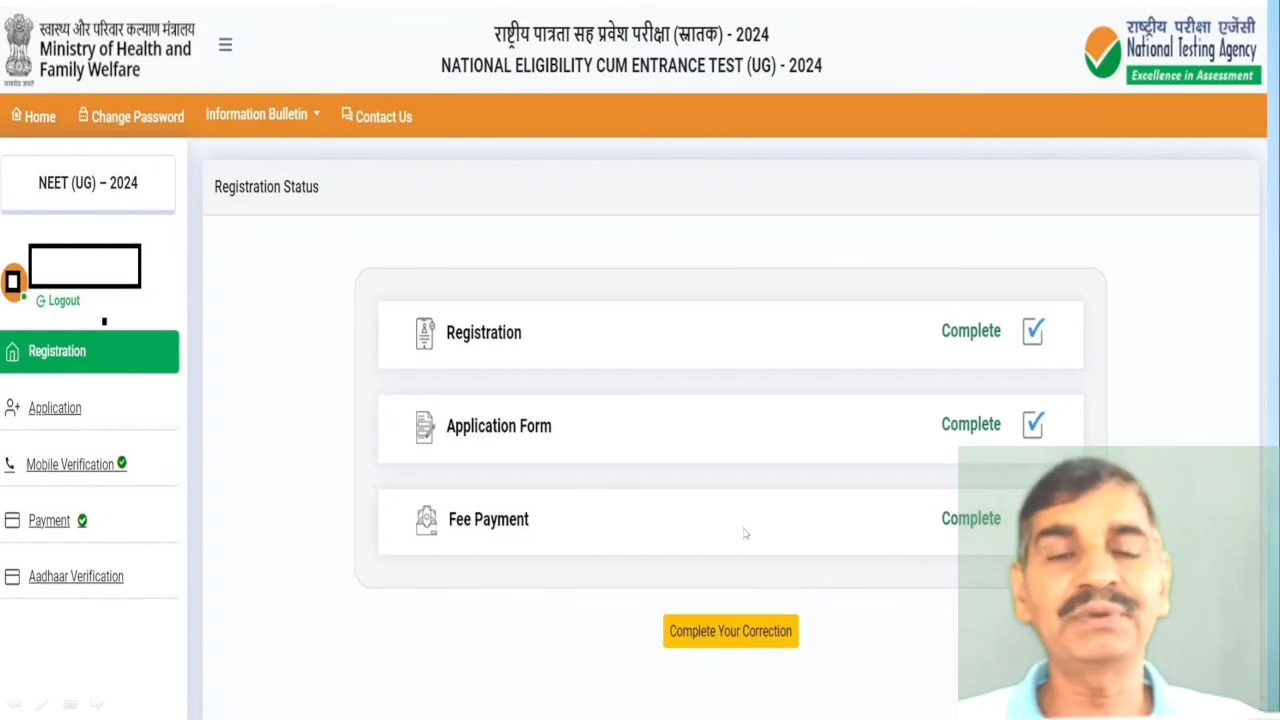 स्वास्थ्य और परिवार कल्याण मंत्रालय
Ministry of Health and
Family Welfare
राष्ट्रीय पात्रता सह प्रवेश परीक्षा (स्नातक) - 2024
NATIONAL ELIGIBILITY CUM ENTRANCE TEST (UG) - 2024
राष्ट्रीय परीक्षा एजेंसी
National Testing Agency
Excellence in Assessment
Home
Change Password
Information Bulletin
Contact Us
NEET (UG) – 2024
Logout
Registration
Application
Mobile Verification
Payment
Aadhaar Verification
Registration Status
Registration Complete
Application Form Complete
Fee Payment Complete
Complete Your Correction